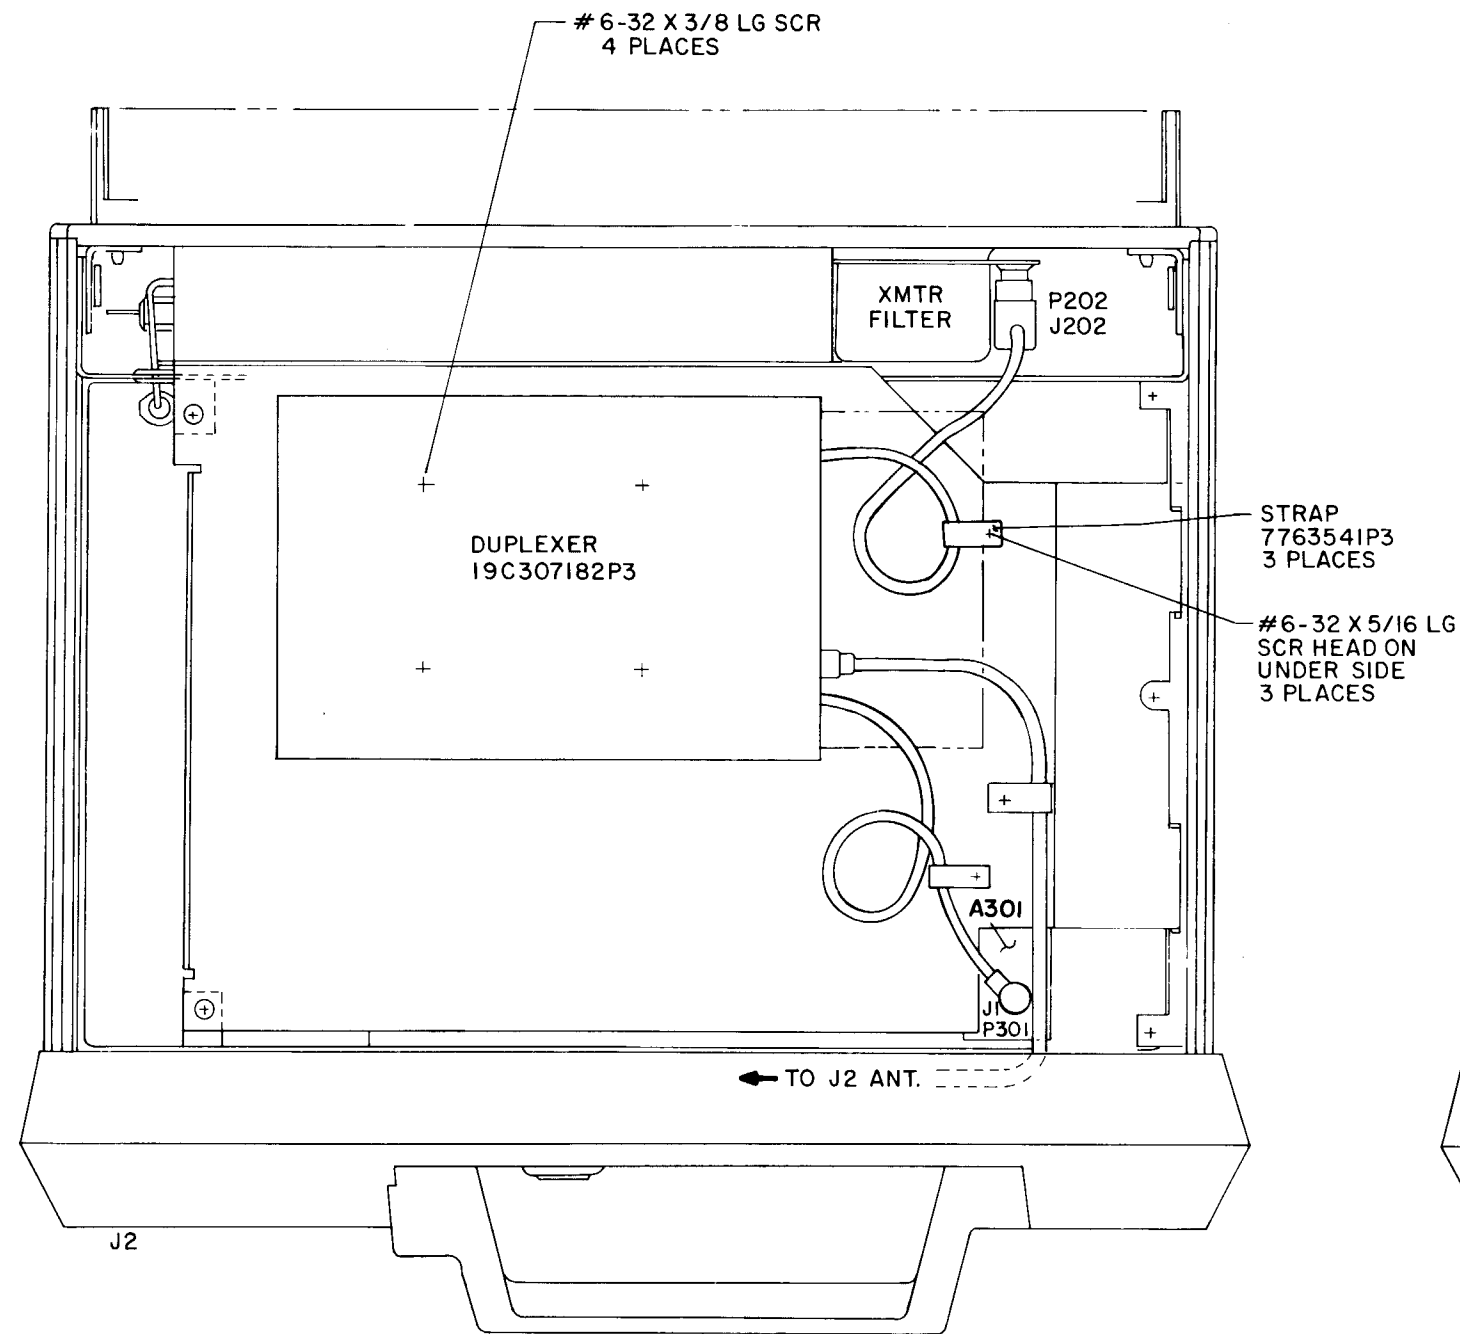 #6-32 X 3/8 LG SCR
4 PLACES
XMTR
FILTER
P202
J202
DUPLEXER
19C307182P3
STRAP
7763541P3
3 PLACES
#6-32 X 5/16 LG
SCR HEAD ON
UNDER SIDE
3 PLACES
A301
J1
P301
TO J2 ANT.
J2